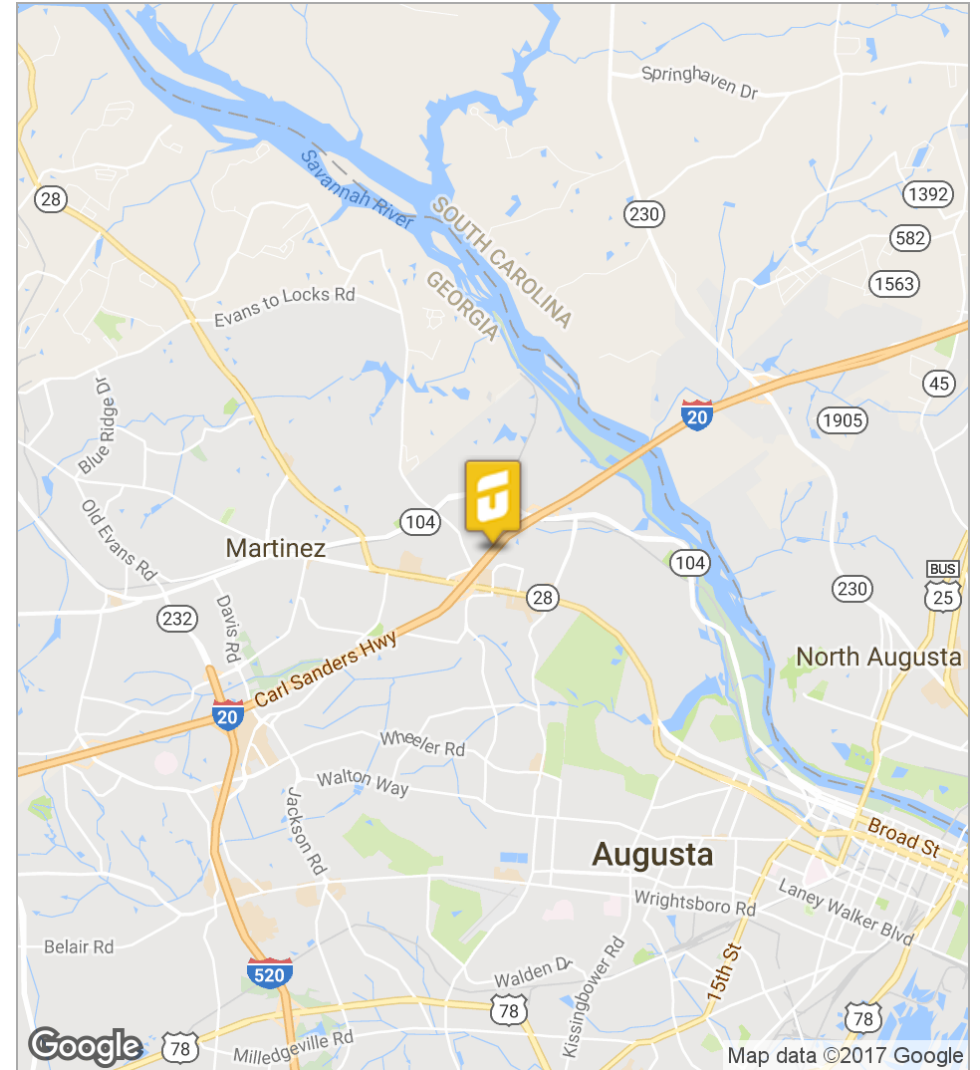 Springhaven Dr
28
Savannah River
230
1392
SOUTH CAROLINA
582
GEORGIA
1563
Evans to Locks Rd
45
Blue Ridge Dr
20
1905
104
Old Evans Rd
Martinez
104
BUS
25
232
Davis Rd
28
230
Carl Sanders Hwy
North Augusta
20
Wheeler Rd
Walton Way
Jackson Rd
Broad St
Augusta
Wrightsboro Rd
Laney Walker Blvd
Belair Rd
520
Walden Dr
Kissingbower Rd
15th St
78
78
Google
78
Milledgeville Rd
Map data ©2017 Google